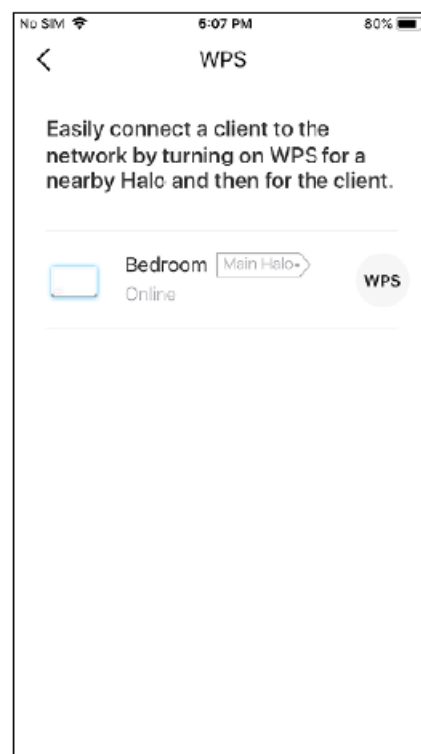 No SIM 6:07 PM 80%
WPS
Easily connect a client to the
network by turning on WPS for a
nearby Halo and then for the client.
Bedroom Main Halo
WPS
Online